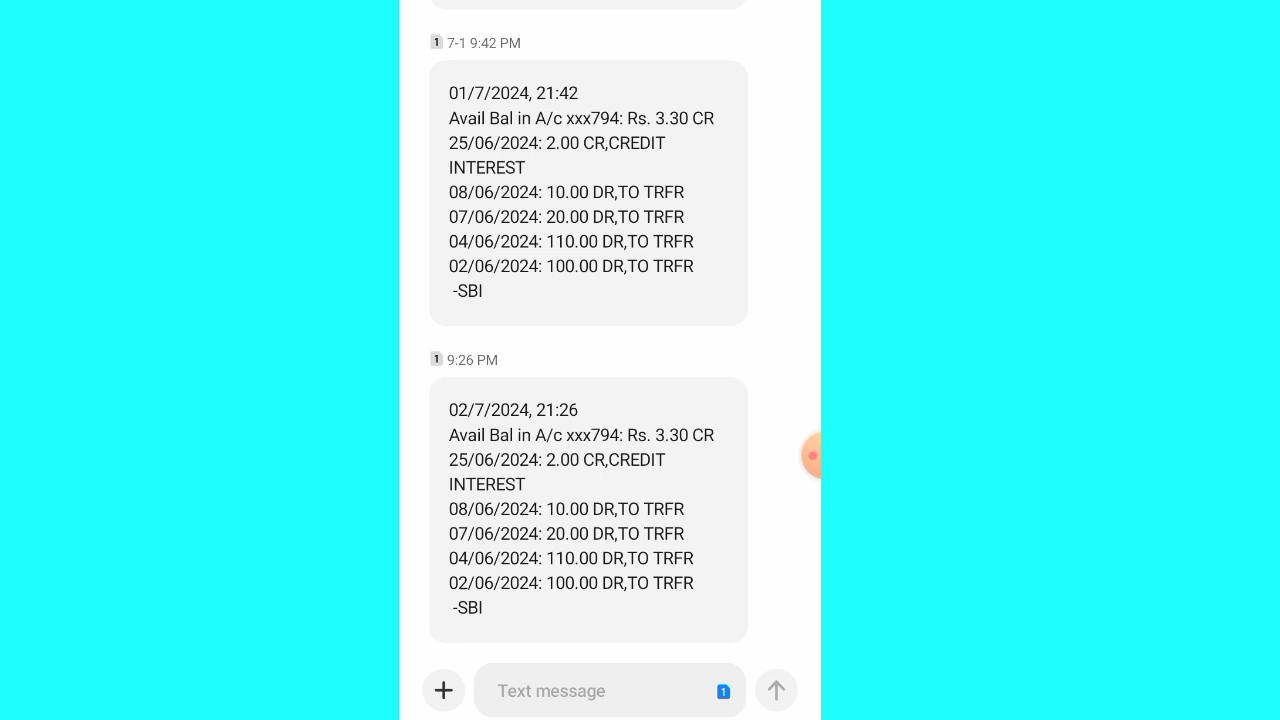 1 7-1 9:42 PM
01/7/2024, 21:42
Avail Bal in A/c xxx794: Rs. 3.30 CR
25/06/2024: 2.00 CR,CREDIT
INTEREST
08/06/2024: 10.00 DR,TO TRFR
07/06/2024: 20.00 DR,TO TRFR
04/06/2024: 110.00 DR,TO TRFR
02/06/2024: 100.00 DR,TO TRFR
-SBI
1 9:26 PM
02/7/2024, 21:26
Avail Bal in A/c xxx794: Rs. 3.30 CR
25/06/2024: 2.00 CR,CREDIT
INTEREST
08/06/2024: 10.00 DR,TO TRFR
07/06/2024: 20.00 DR,TO TRFR
04/06/2024: 110.00 DR,TO TRFR
02/06/2024: 100.00 DR,TO TRFR
-SBI
Text message 1